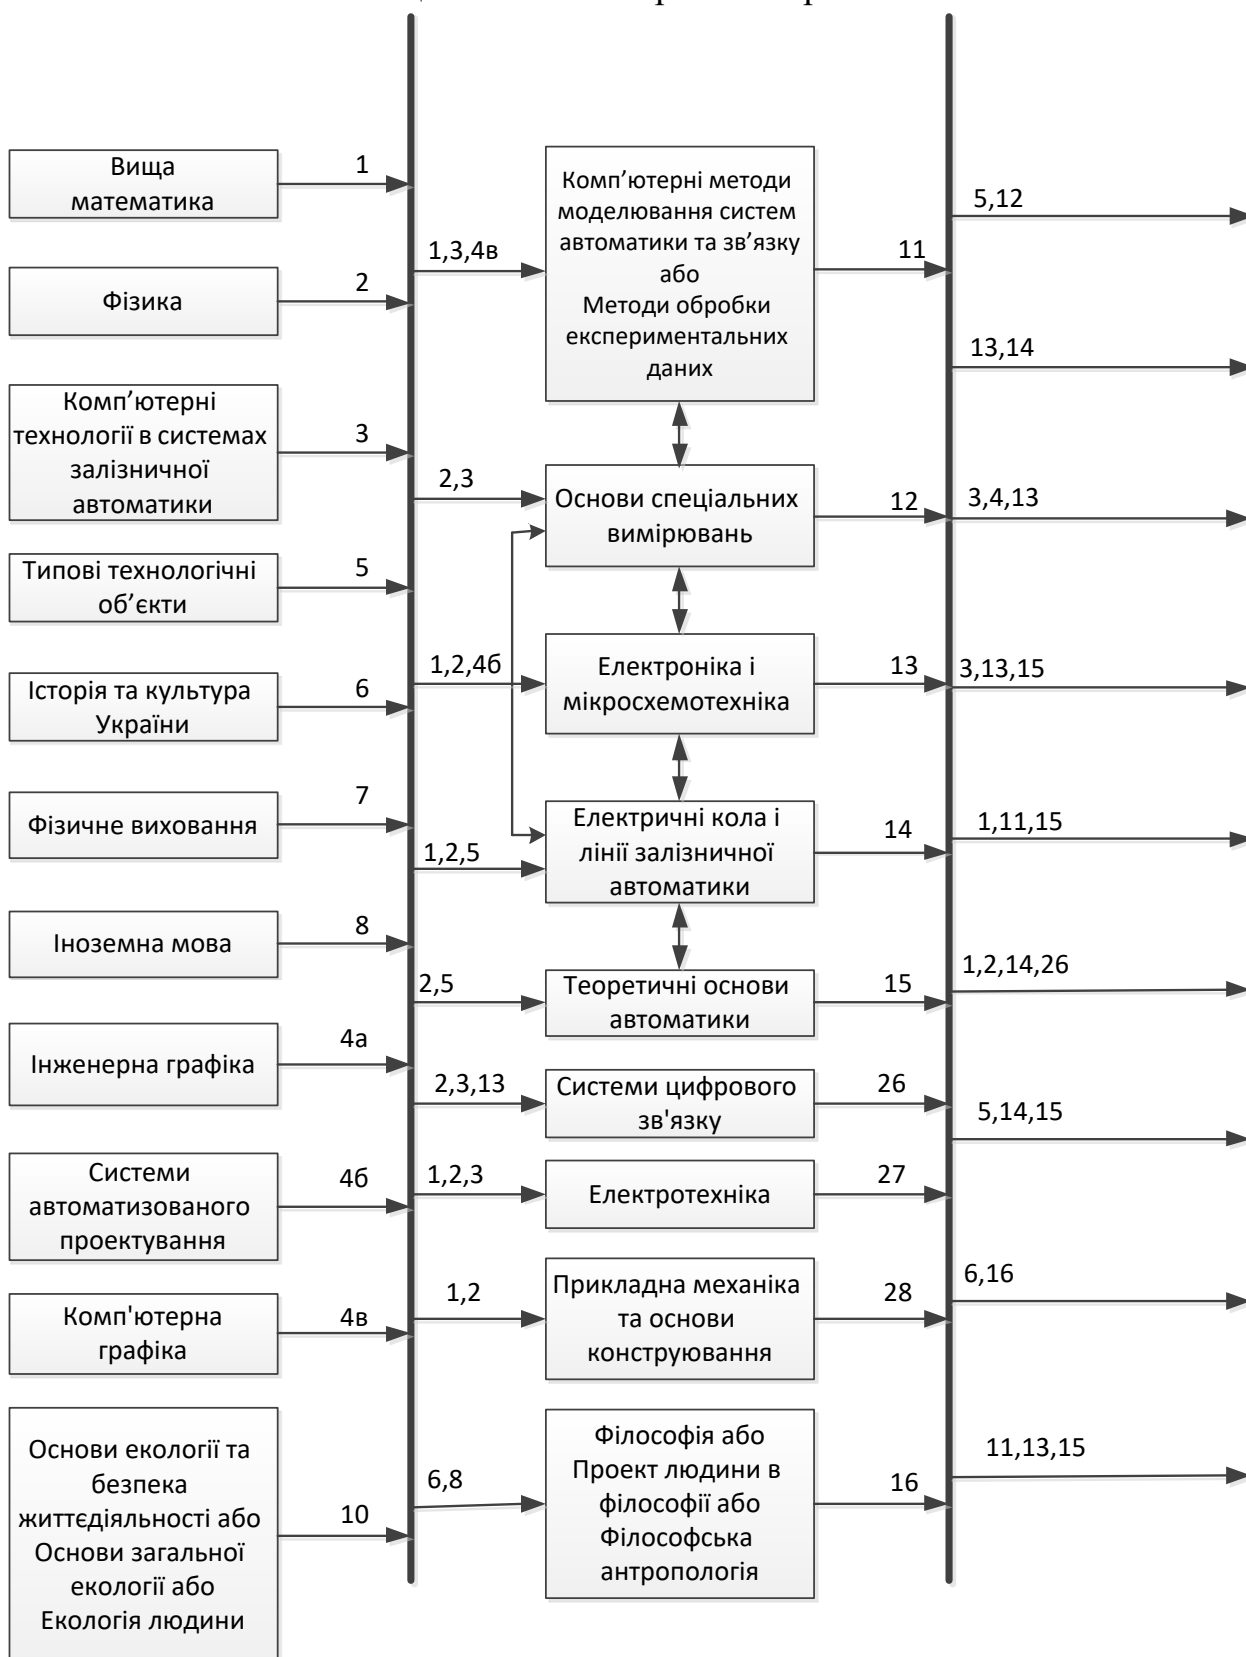 Вища
математика
1
Фізика
2
Комп’ютерні
технології в системах
залізничної
автоматики
3
Типові технологічні
об’єкти
5
Історія та культура
України
6
Фізичне виховання
7
Іноземна мова
8
Інженерна графіка
4а
Системи
автоматизованого
проектування
4б
Комп'ютерна
графіка
4в
Основи екології та
безпека
життєдіяльності або
Основи загальної
екології або
Екологія людини
10
1,3,4в
Комп’ютерні методи
моделювання систем
автоматики та зв’язку
або
Методи обробки
експериментальних
даних
11
2,3
Основи спеціальних
вимірювань
12
1,2,4б
Електроніка і
мікросхемотехніка
13
1,2,5
Електричні кола і
лінії залізничної
автоматики
14
2,5
Теоретичні основи
автоматики
15
2,3,13
Системи цифрового
зв'язку
26
1,2,3
Електротехніка
27
1,2
Прикладна механіка
та основи
конструювання
28
6,8
Філософія або
Проект людини в
філософії або
Філософська
антропологія
16
5,12
13,14
3,4,13
3,13,15
1,11,15
1,2,14,26
5,14,15
6,16
11,13,15